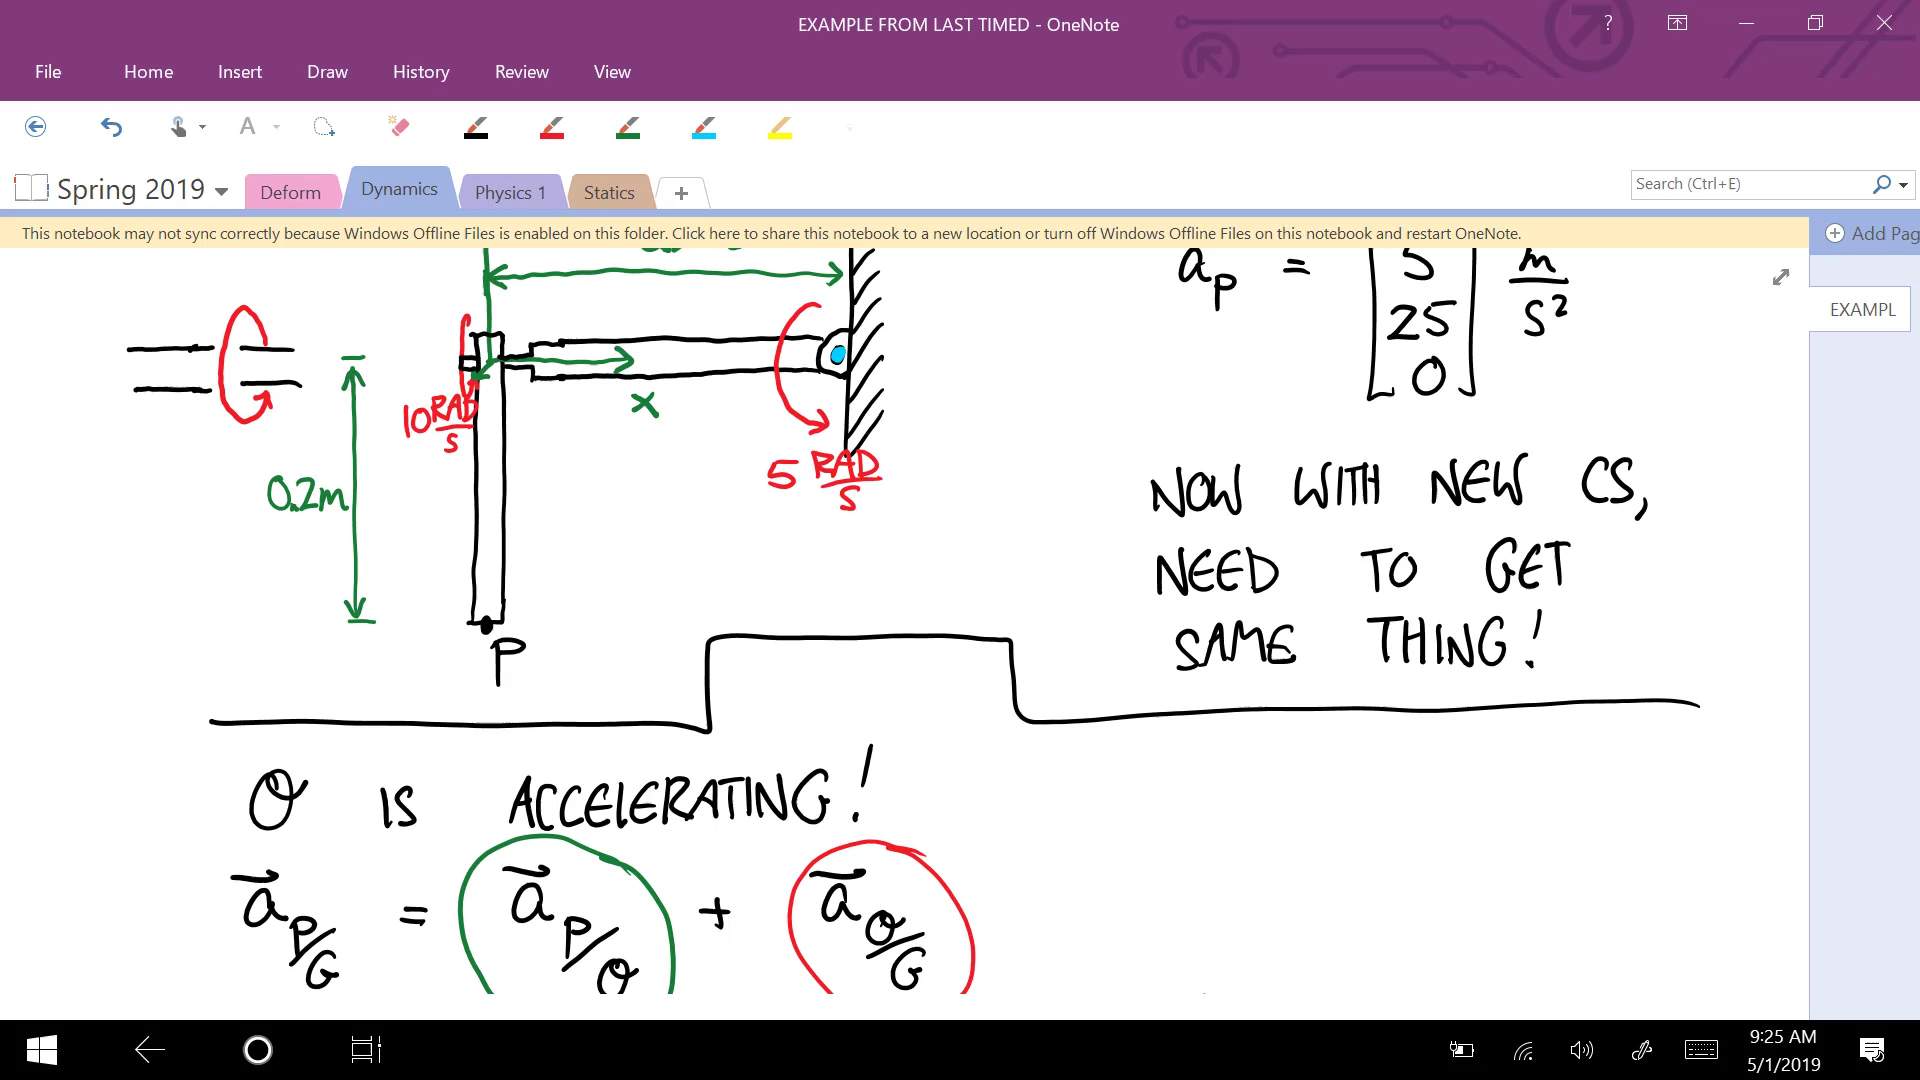 EXAMPLE FROM LAST TIMED - OneNote
?
File Home Insert Draw History Review View
A
Spring 2019 Deform Dynamics Physics 1 Statics +
Search (Ctrl+E)
This notebook may not sync correctly because Windows Offline Files is enabled on this folder. Click here to share this notebook to a new location or turn off Windows Offline Files on this notebook and restart OneNote.
Add Pag
EXAMPL
a P = [ 5 25 0 ] m/s²
10 RAD/S
x
0.2m
5 RAD/S
P
NOW WITH NEW CS,
NEED TO GET
SAME THING!
O IS ACCELERATING!
a P/G = a P/O + a O/G
9:25 AM
5/1/2019